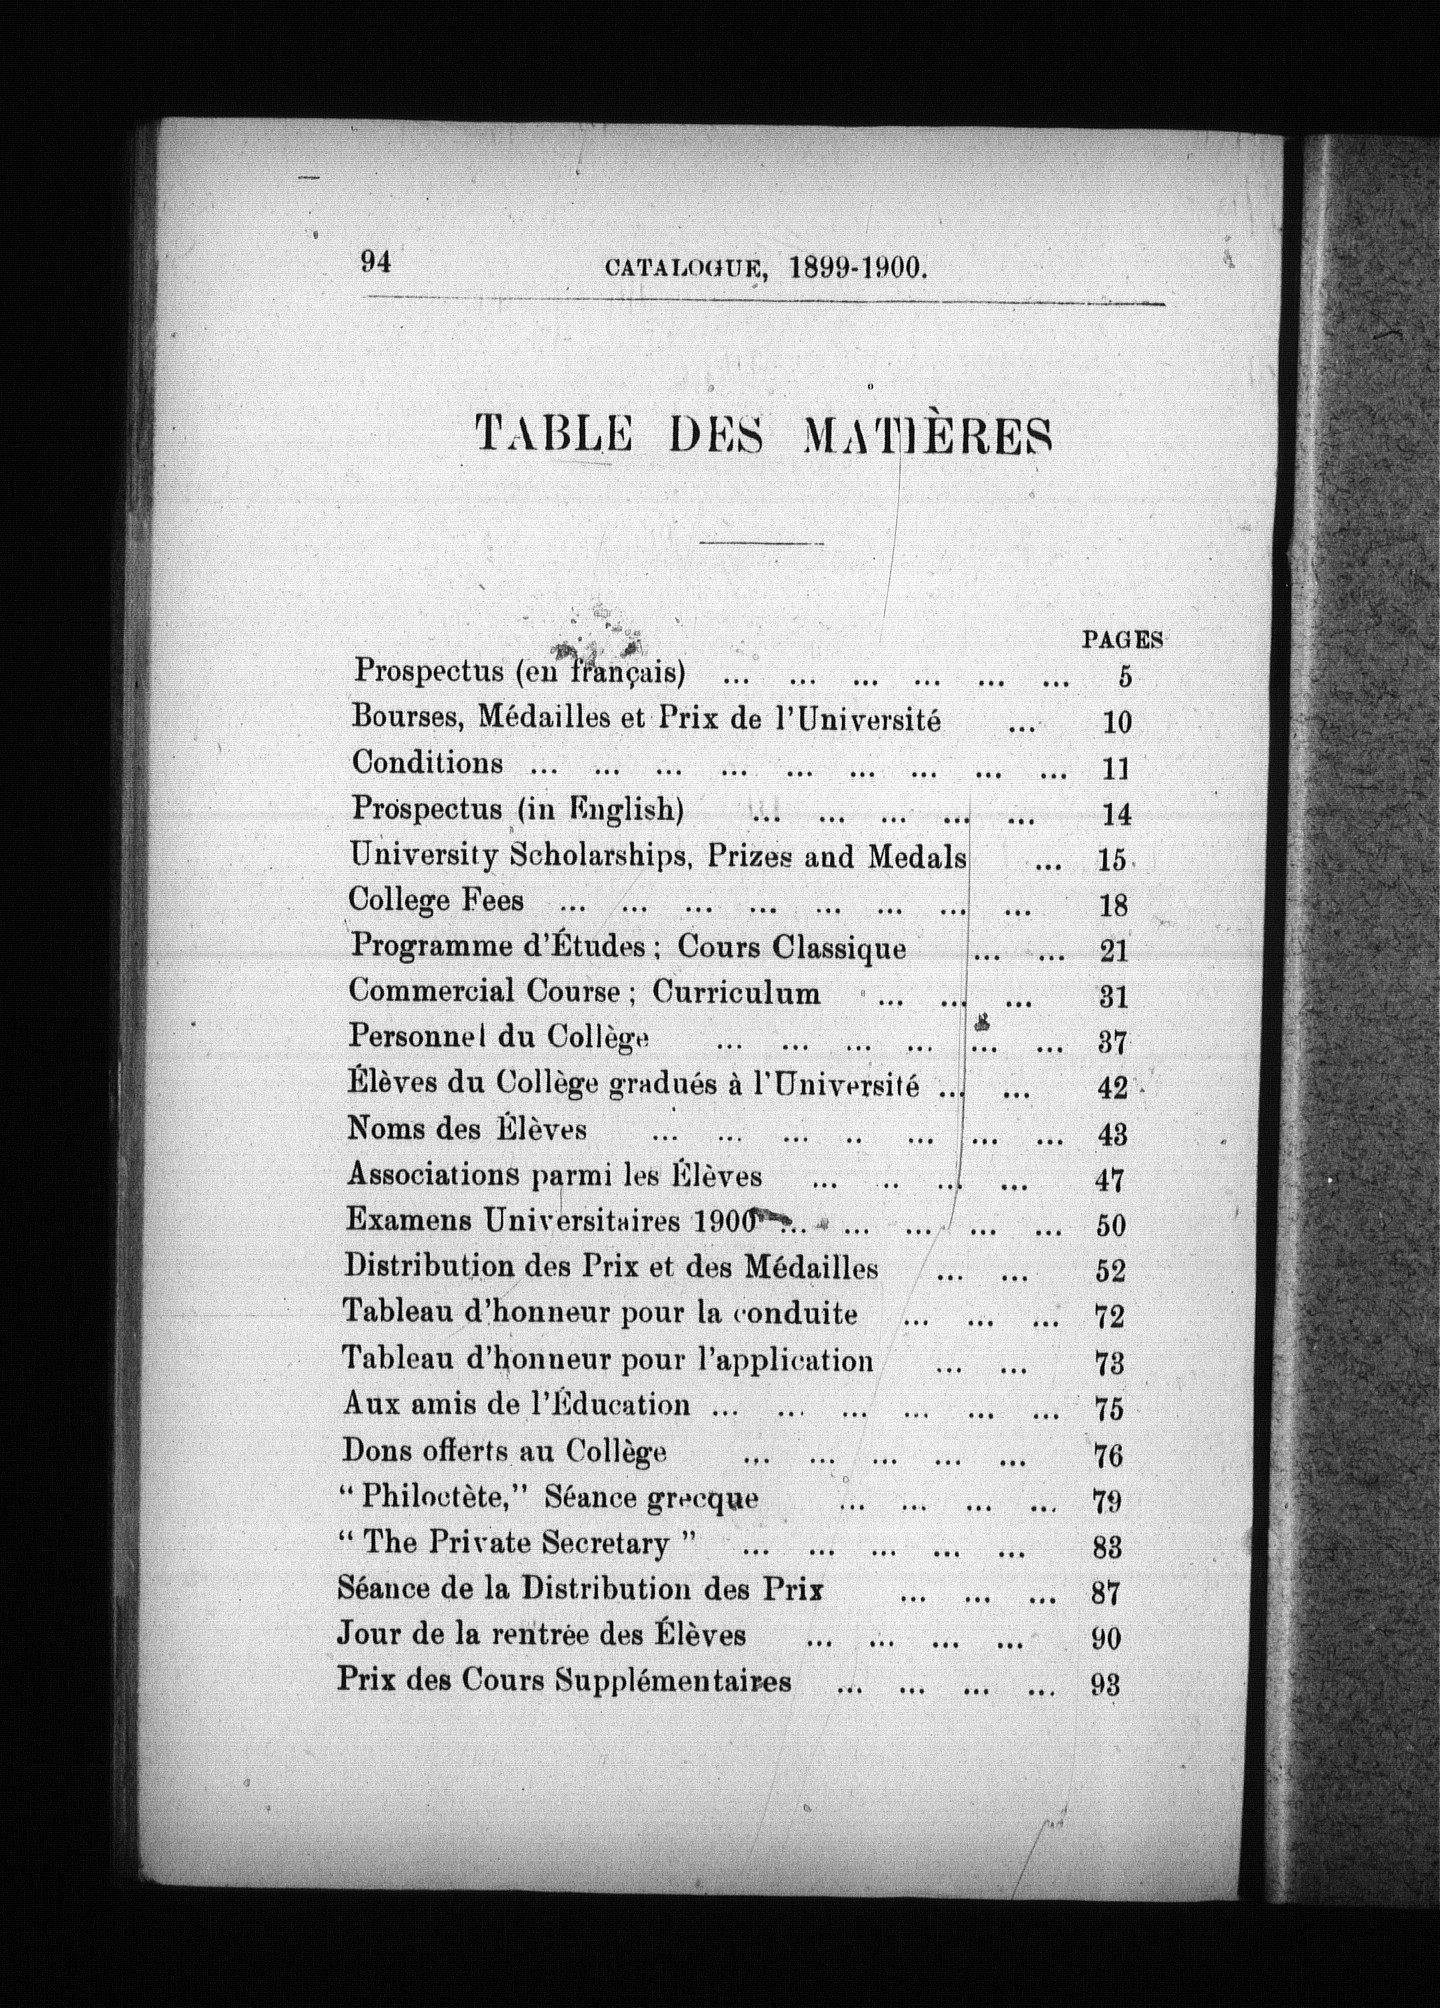 94 CATALOGUE, 1899-1900.
TABLE DES MATIÈRES
PAGES
Prospectus (en français) ... ... ... ... ... ... 5
Bourses, Médailles et Prix de l'Université ... 10
Conditions ... ... ... ... ... ... ... ... ... 11
Prospectus (in English) ... ... ... ... ... 14
University Scholarships, Prizes and Medals ... 15
College Fees ... ... ... ... ... ... ... ... 18
Programme d'Études; Cours Classique ... ... 21
Commercial Course; Curriculum ... ... ... 31
Personnel du Collège ... ... ... ... ... ... 37
Élèves du Collège gradués à l'Université ... ... 42
Noms des Élèves ... ... ... .. ... ... ... 43
Associations parmi les Élèves ... .. ... ... 47
Examens Universitaires 1900 ... ... ... ... ... 50
Distribution des Prix et des Médailles ... ... 52
Tableau d'honneur pour la conduite ... ... ... 72
Tableau d'honneur pour l'application ... ... 73
Aux amis de l'Éducation ... ... ... ... ... ... 75
Dons offerts au Collège ... ... ... ... ... 76
“Philoctète,” Séance grecque ... ... ... ... 79
“The Private Secretary” ... ... ... ... ... 83
Séance de la Distribution des Prix ... ... ... 87
Jour de la rentrée des Élèves ... ... ... ... 90
Prix des Cours Supplémentaires ... ... ... ... 93